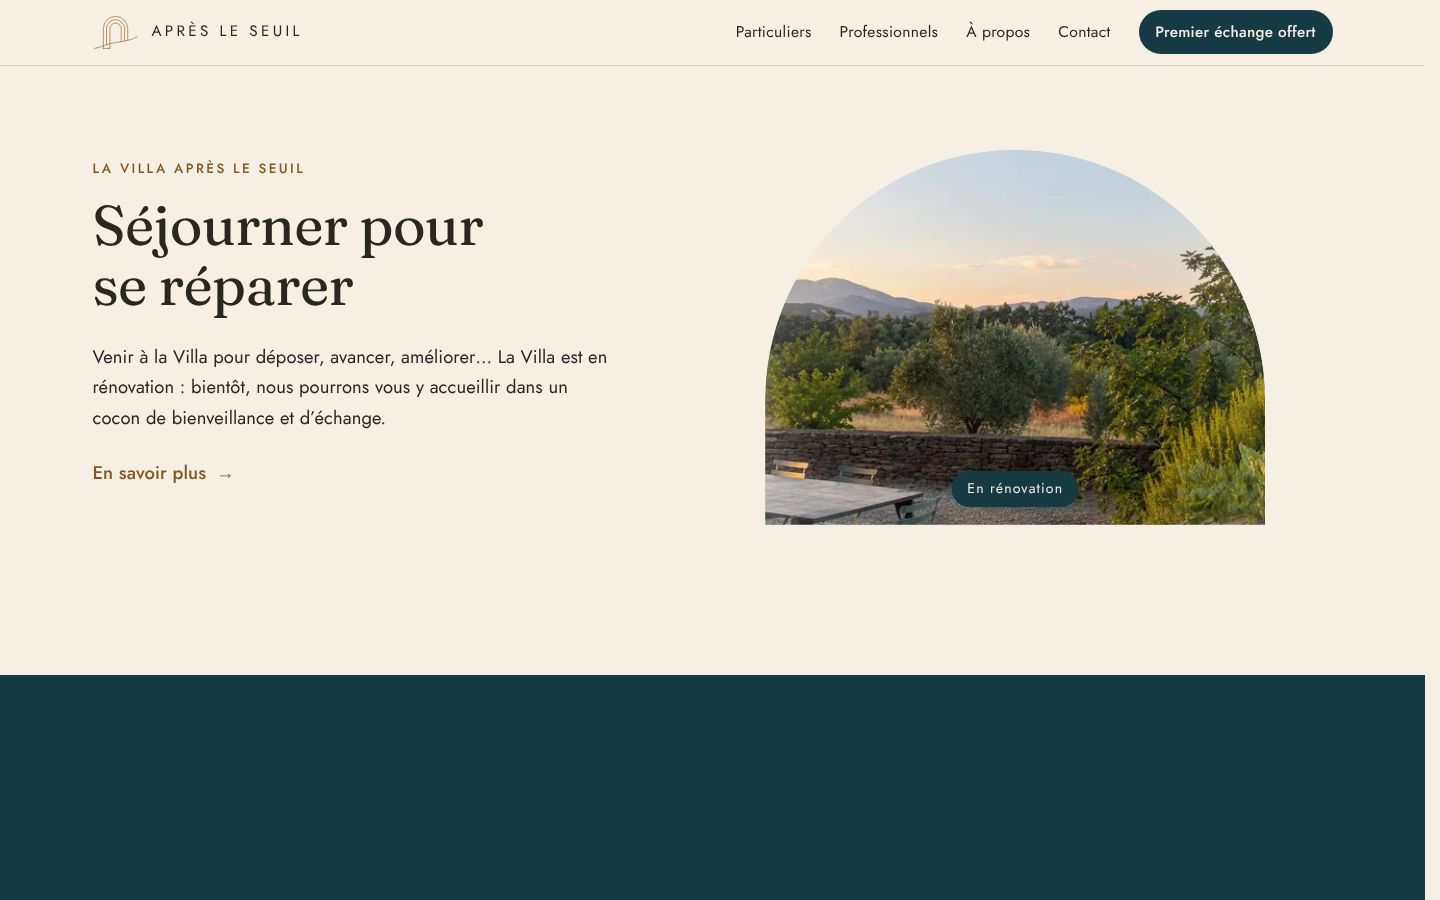 APRÈS LE SEUIL
Particuliers
Professionnels
À propos
Contact
Premier échange offert
LA VILLA APRÈS LE SEUIL
Séjourner pour
se réparer
Venir à la Villa pour déposer, avancer, améliorer… La Villa est en
rénovation : bientôt, nous pourrons vous y accueillir dans un
cocon de bienveillance et d’échange.
En savoir plus →
En rénovation